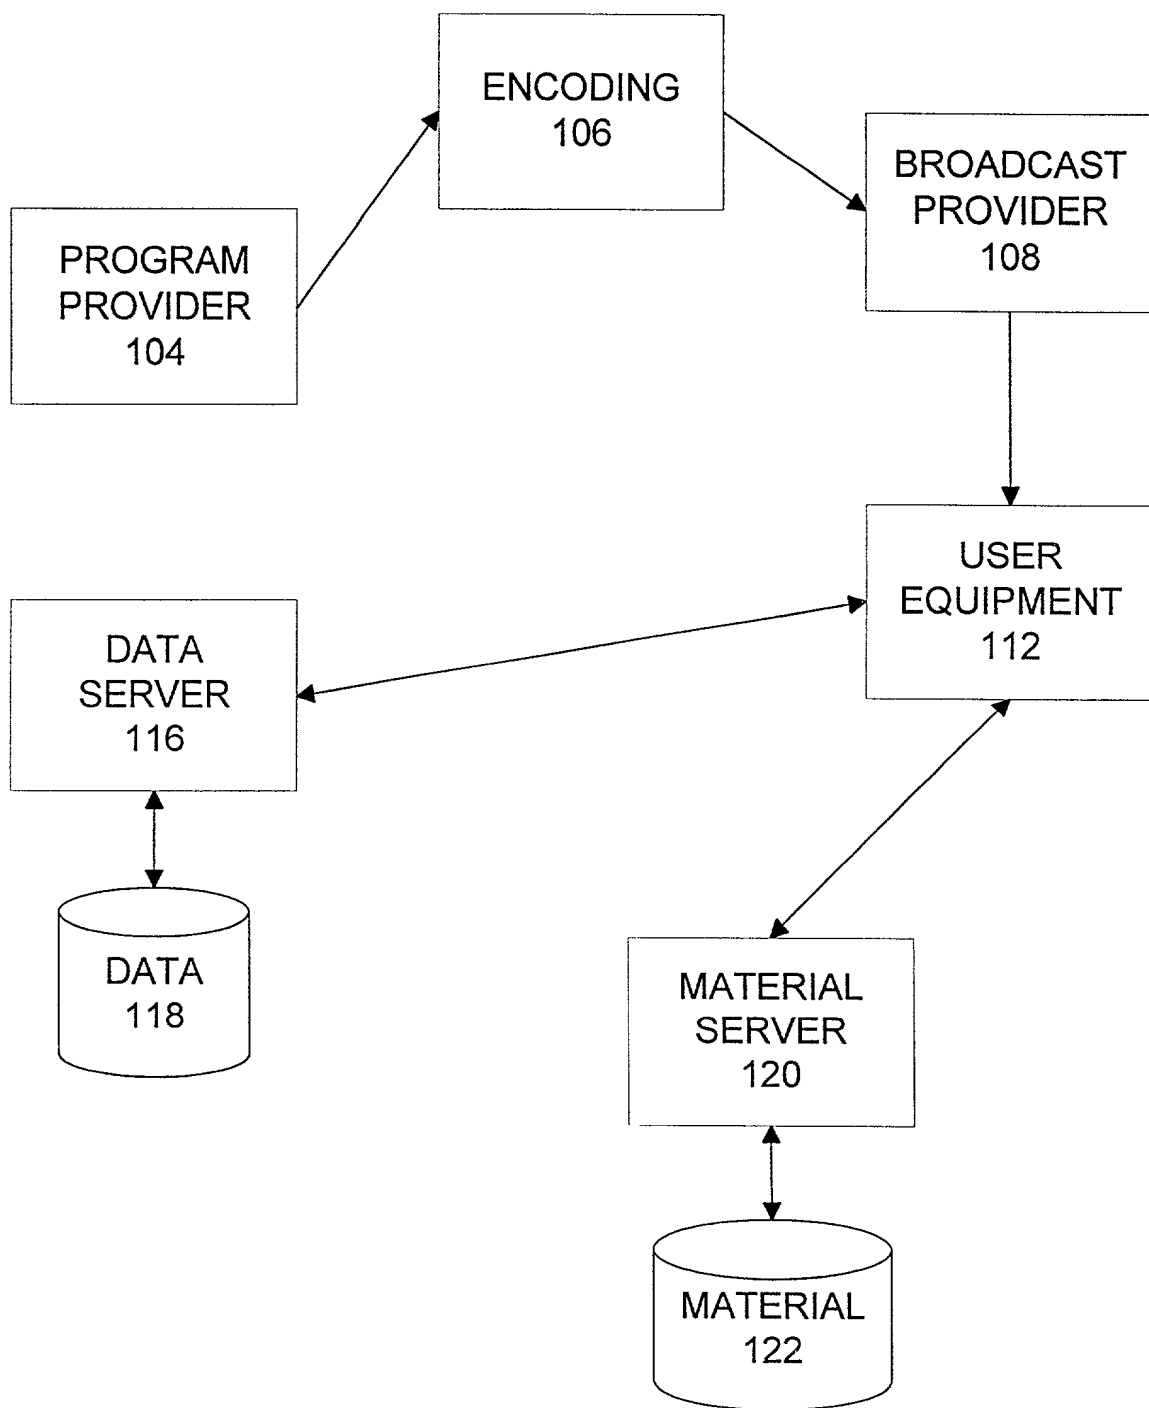 ENCODING
106
BROADCAST
PROVIDER
108
PROGRAM
PROVIDER
104
USER
EQUIPMENT
112
DATA
SERVER
116
DATA
118
MATERIAL
SERVER
120
MATERIAL
122